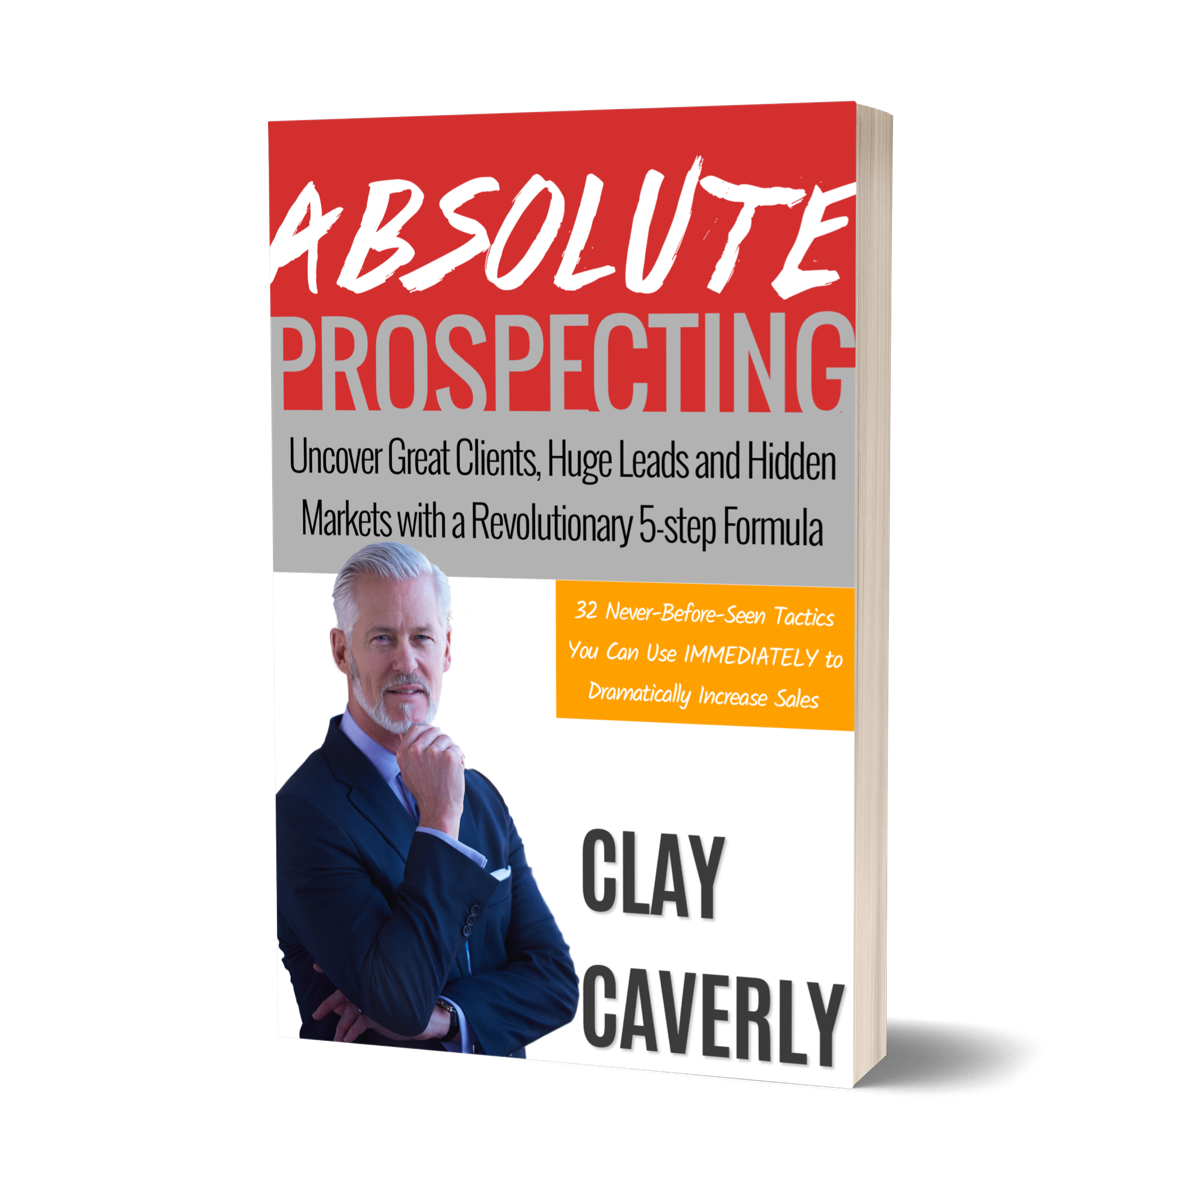 ABSOLUTE
PROSPECTING
Uncover Great Clients, Huge Leads and Hidden
Markets with a Revolutionary 5-step Formula
32 Never-Before-Seen Tactics
You Can Use IMMEDIATELY to
Dramatically Increase Sales
CLAY
CAVERLY